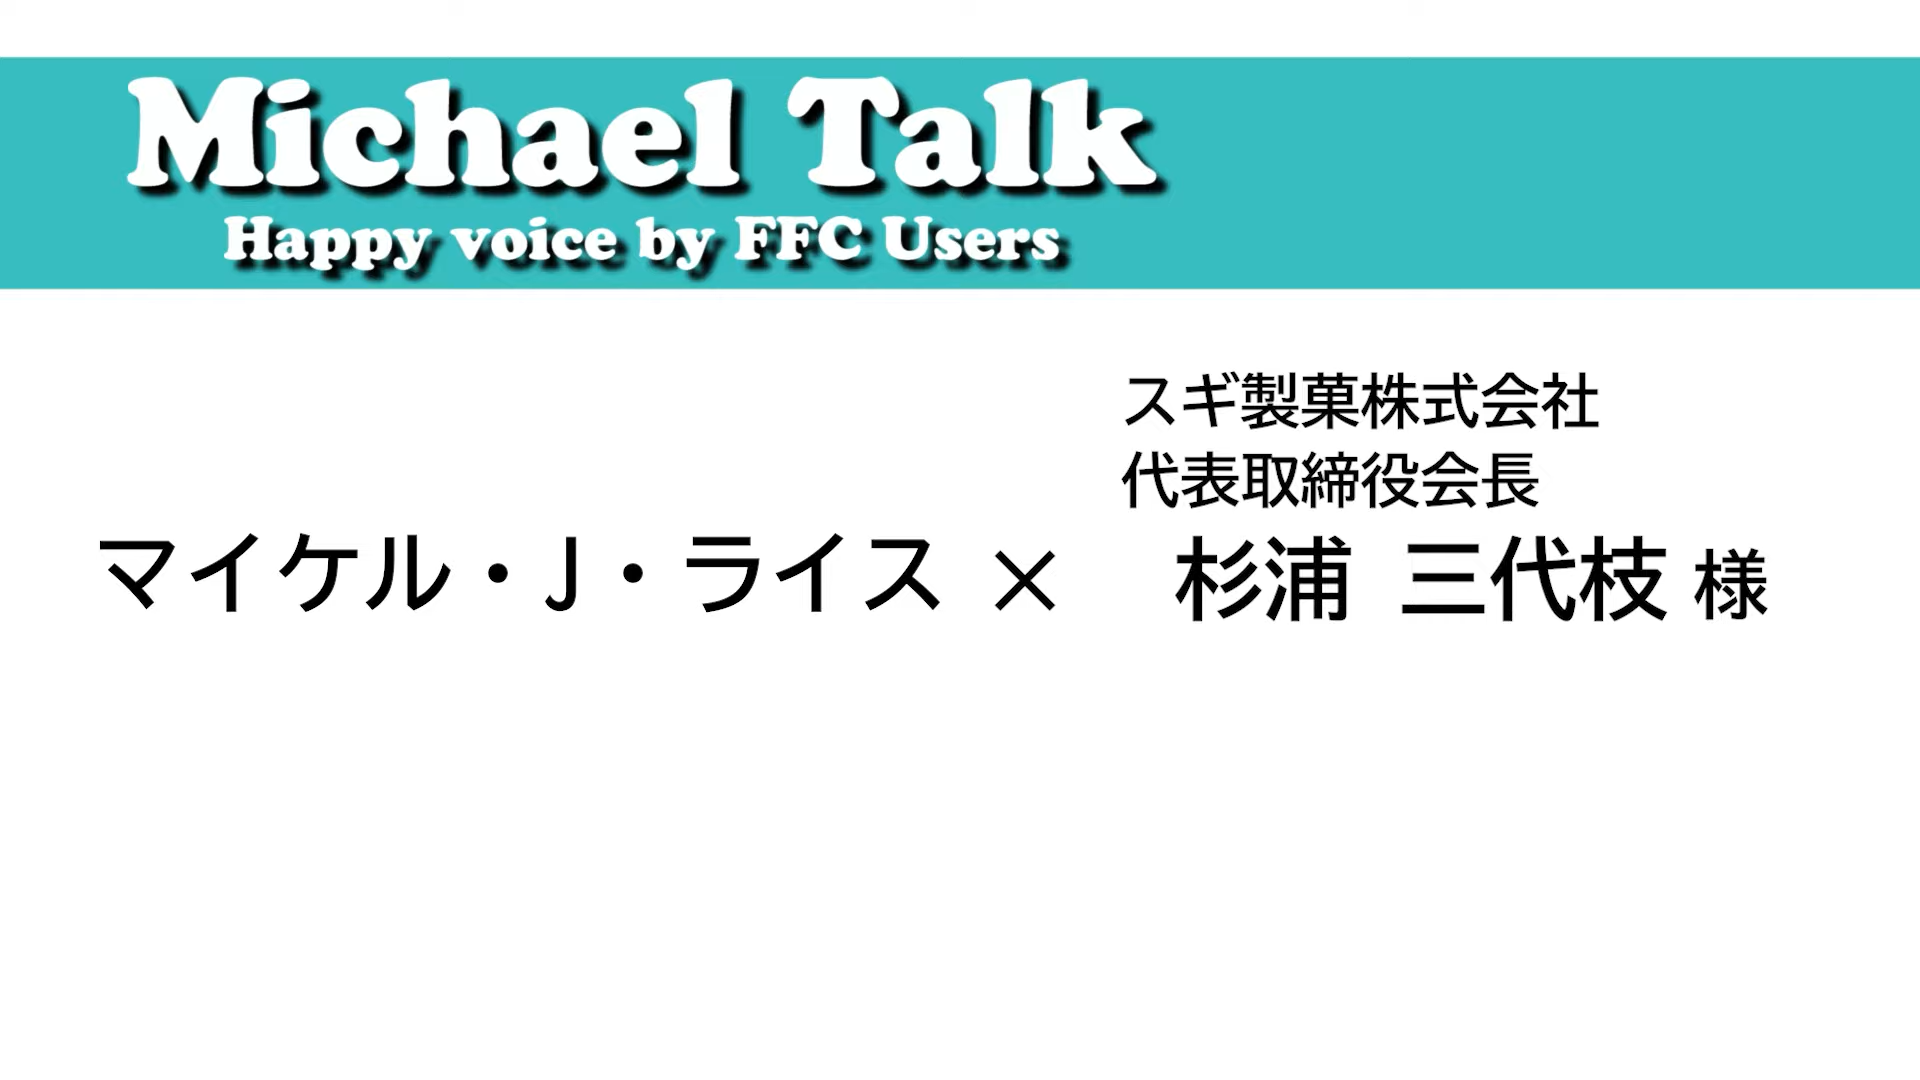 Michael Talk
Happy voice by FFC Users
スギ製菓株式会社
代表取締役会長
マイケル・J・ライス × 杉浦 三代枝 様